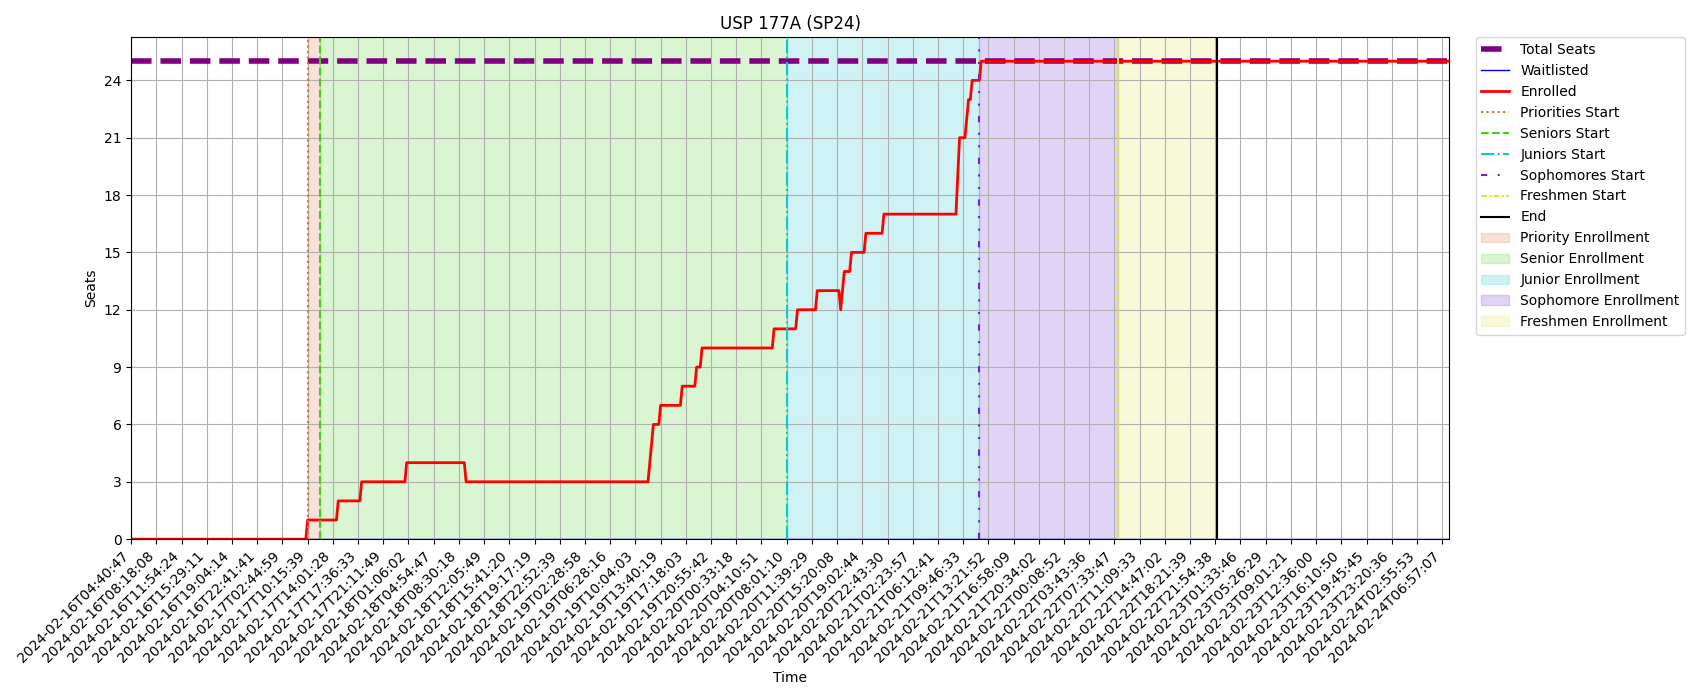 USP 177A (SP24)
Seats
24
21
18
15
12
9
6
3
0
2024-02-16T04:40:47
2024-02-16T08:18:08
2024-02-16T11:54:24
2024-02-16T15:29:11
2024-02-16T19:04:14
2024-02-16T22:41:41
2024-02-17T02:44:59
2024-02-17T10:15:39
2024-02-17T14:01:28
2024-02-17T17:36:33
2024-02-17T21:11:49
2024-02-18T01:06:02
2024-02-18T04:54:47
2024-02-18T08:30:18
2024-02-18T12:05:49
2024-02-18T15:41:20
2024-02-18T19:17:19
2024-02-18T22:52:39
2024-02-19T02:28:58
2024-02-19T06:28:16
2024-02-19T10:04:03
2024-02-19T13:40:19
2024-02-19T17:18:03
2024-02-19T20:55:42
2024-02-20T00:33:18
2024-02-20T04:10:51
2024-02-20T08:01:10
2024-02-20T11:39:29
2024-02-20T15:20:08
2024-02-20T19:02:44
2024-02-20T22:43:30
2024-02-21T02:23:57
2024-02-21T06:12:41
2024-02-21T09:46:33
2024-02-21T13:21:52
2024-02-21T16:58:09
2024-02-21T20:34:02
2024-02-22T00:08:52
2024-02-22T03:43:36
2024-02-22T07:33:47
2024-02-22T11:09:33
2024-02-22T14:47:02
2024-02-22T18:21:39
2024-02-22T21:54:38
2024-02-23T01:33:46
2024-02-23T05:26:29
2024-02-23T09:01:21
2024-02-23T12:36:00
2024-02-23T16:10:50
2024-02-23T19:45:45
2024-02-23T23:20:36
2024-02-24T02:55:53
2024-02-24T06:57:07
Time
Total Seats
Waitlisted
Enrolled
Priorities Start
Seniors Start
Juniors Start
Sophomores Start
Freshmen Start
End
Priority Enrollment
Senior Enrollment
Junior Enrollment
Sophomore Enrollment
Freshmen Enrollment